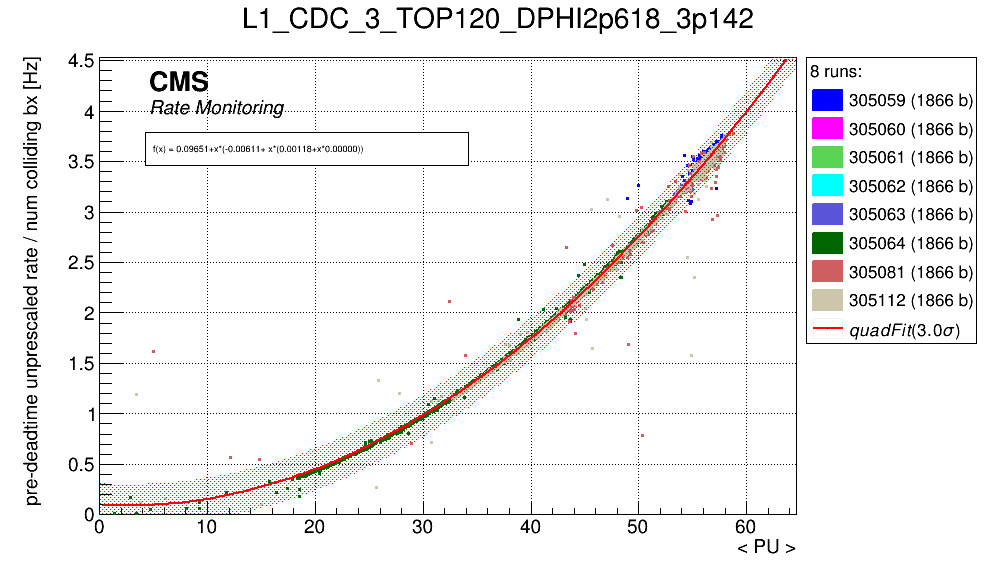 L1_CDC_3_TOP120_DPHI2p618_3p142
pre-deadtime unprescaled rate / num colliding bx [Hz]
4.5
4
3.5
3
2.5
2
1.5
1
0.5
0
CMS
Rate Monitoring
f(x) = 0.09651+x*(-0.00611+ x*(0.00118+x*0.00000))
0 10 20 30 40 50 60
< PU >
8 runs:
305059 (1866 b)
305060 (1866 b)
305061 (1866 b)
305062 (1866 b)
305063 (1866 b)
305064 (1866 b)
305081 (1866 b)
305112 (1866 b)
quadFit(3.0σ)